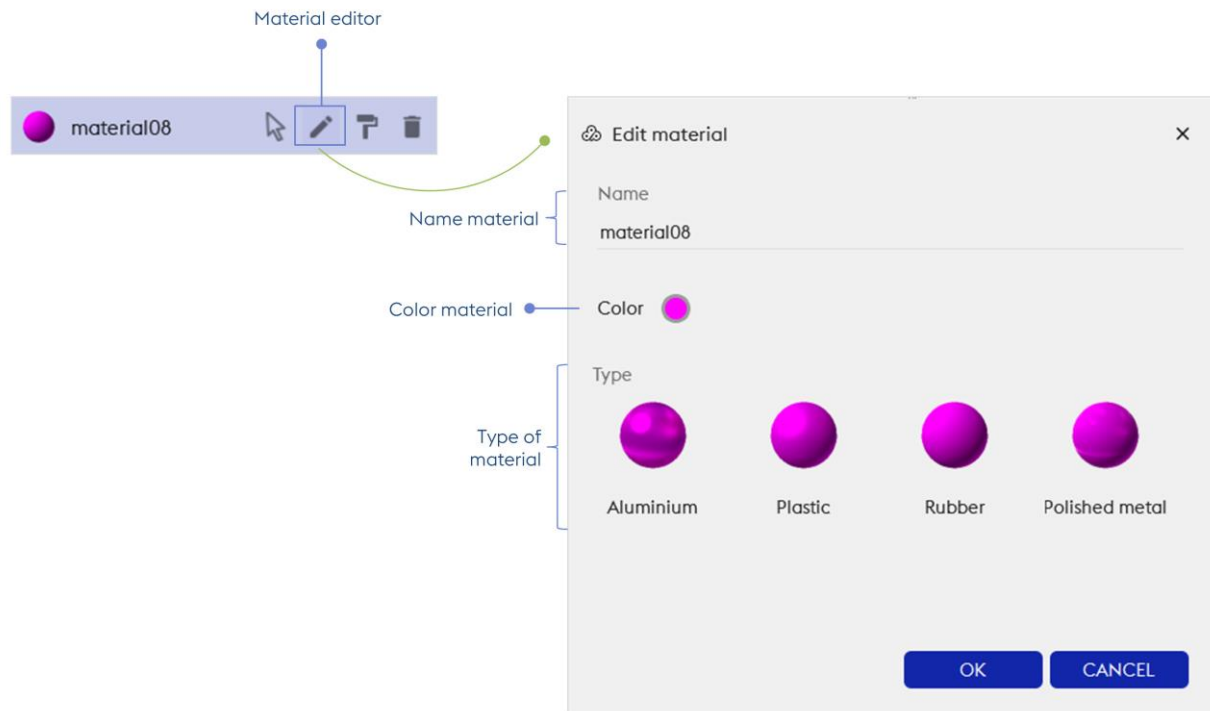 Material editor
material08
Edit material
Name
Name material
material08
Color material
Color
Type
Type of
material
Aluminium
Plastic
Rubber
Polished metal
OK
CANCEL